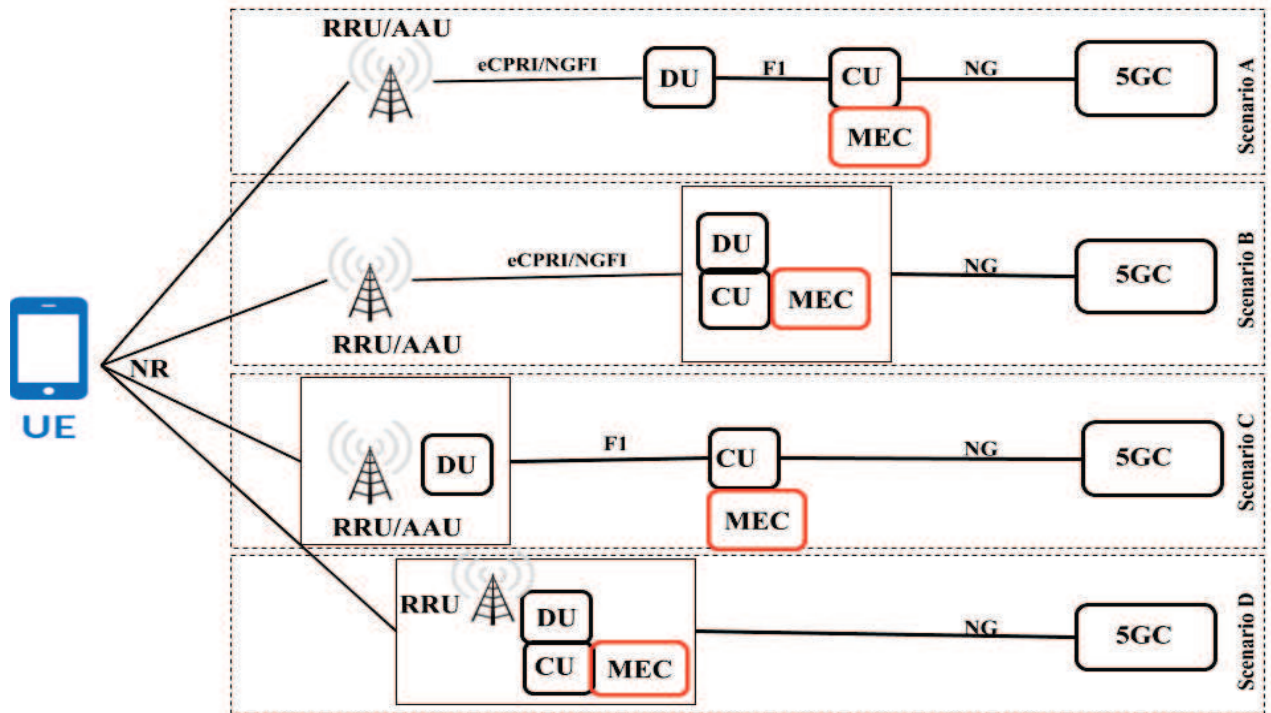 RRU/AAU
eCPRI/NGFI
DU
F1
CU
NG
5GC
MEC
Scenario A
DU
eCPRI/NGFI
CU
MEC
NG
5GC
RRU/AAU
Scenario B
NR
UE
DU
F1
CU
NG
5GC
RRU/AAU
MEC
Scenario C
RRU
DU
CU
MEC
NG
5GC
Scenario D